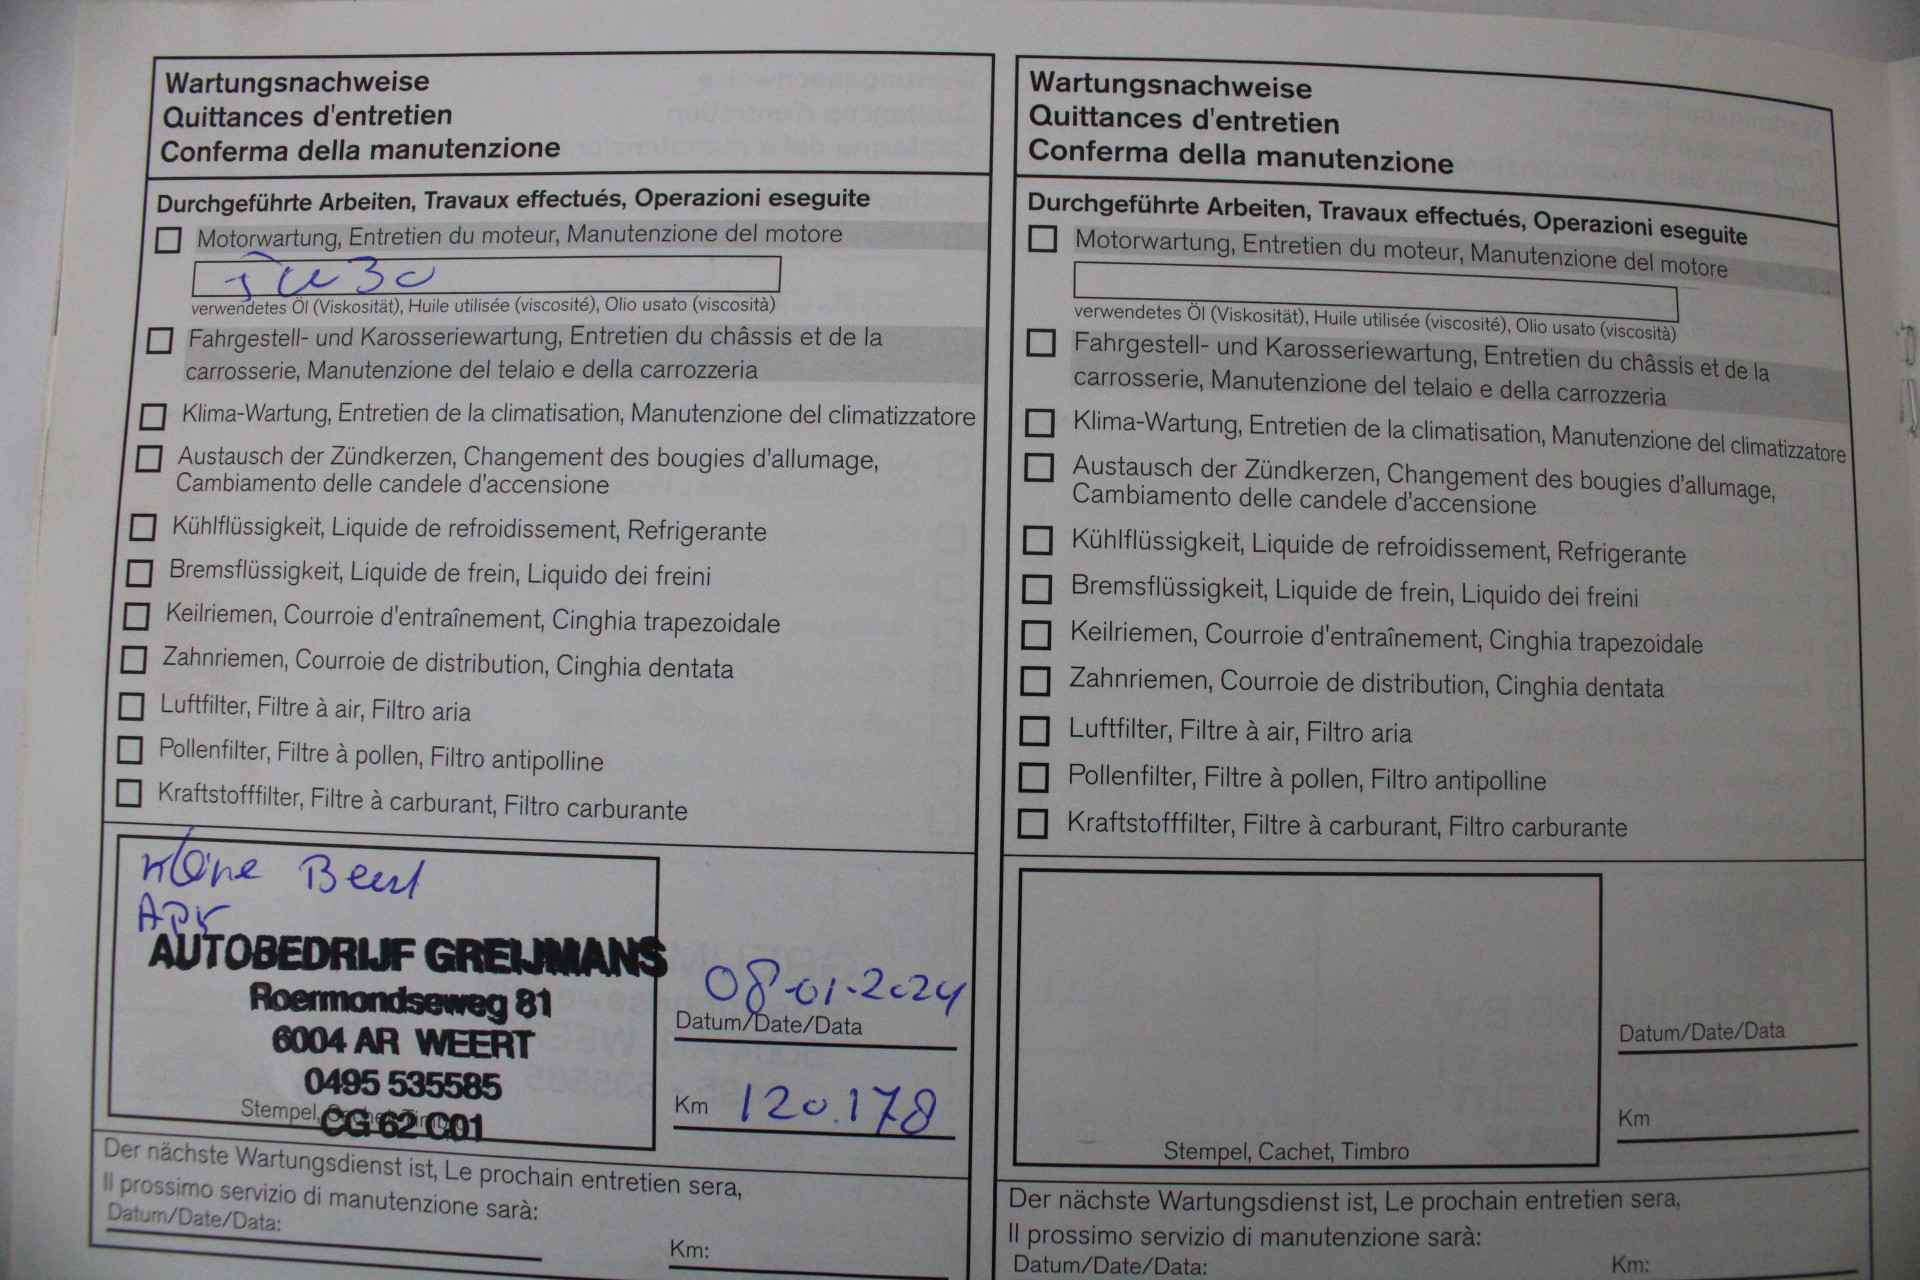 Wartungsnachweise
Quittances d'entretien
Conferma della manutenzione
Durchgeführte Arbeiten, Travaux effectués, Operazioni eseguite
Motorwartung, Entretien du moteur, Manutenzione del motore
5W30
verwendetes Öl (Viskosität), Huile utilisée (viscosité), Olio usato (viscosità)
Fahrgestell- und Karosseriewartung, Entretien du châssis et de la
carrosserie, Manutenzione del telaio e della carrozzeria
Klima-Wartung, Entretien de la climatisation, Manutenzione del climatizzatore
Austausch der Zündkerzen, Changement des bougies d'allumage,
Cambiamento delle candele d'accensione
Kühlflüssigkeit, Liquide de refroidissement, Refrigerante
Bremsflüssigkeit, Liquide de frein, Liquido dei freini
Keilriemen, Courroie d'entraînement, Cinghia trapezoidale
Zahnriemen, Courroie de distribution, Cinghia dentata
Luftfilter, Filtre à air, Filtro aria
Pollenfilter, Filtre à pollen, Filtro antipolline
Kraftstofffilter, Filtre à carburant, Filtro carburante
Kleine Beurt
APK
AUTOBEDRIJF GREIJMANS
Roermondseweg 81
6004 AR WEERT
0495 535585
CG 62 C01
Stempel, Cachet, Timbro
08-01-2024
Datum/Date/Data
Km 120.178
Der nächste Wartungsdienst ist, Le prochain entretien sera,
Il prossimo servizio di manutenzione sarà:
Datum/Date/Data:
Km:
Wartungsnachweise
Quittances d'entretien
Conferma della manutenzione
Durchgeführte Arbeiten, Travaux effectués, Operazioni eseguite
Motorwartung, Entretien du moteur, Manutenzione del motore
verwendetes Öl (Viskosität), Huile utilisée (viscosité), Olio usato (viscosità)
Fahrgestell- und Karosseriewartung, Entretien du châssis et de la
carrosserie, Manutenzione del telaio e della carrozzeria
Klima-Wartung, Entretien de la climatisation, Manutenzione del climatizzatore
Austausch der Zündkerzen, Changement des bougies d'allumage,
Cambiamento delle candele d'accensione
Kühlflüssigkeit, Liquide de refroidissement, Refrigerante
Bremsflüssigkeit, Liquide de frein, Liquido dei freini
Keilriemen, Courroie d'entraînement, Cinghia trapezoidale
Zahnriemen, Courroie de distribution, Cinghia dentata
Luftfilter, Filtre à air, Filtro aria
Pollenfilter, Filtre à pollen, Filtro antipolline
Kraftstofffilter, Filtre à carburant, Filtro carburante
Stempel, Cachet, Timbro
Datum/Date/Data
Km
Der nächste Wartungsdienst ist, Le prochain entretien sera,
Il prossimo servizio di manutenzione sarà:
Datum/Date/Data:
Km: